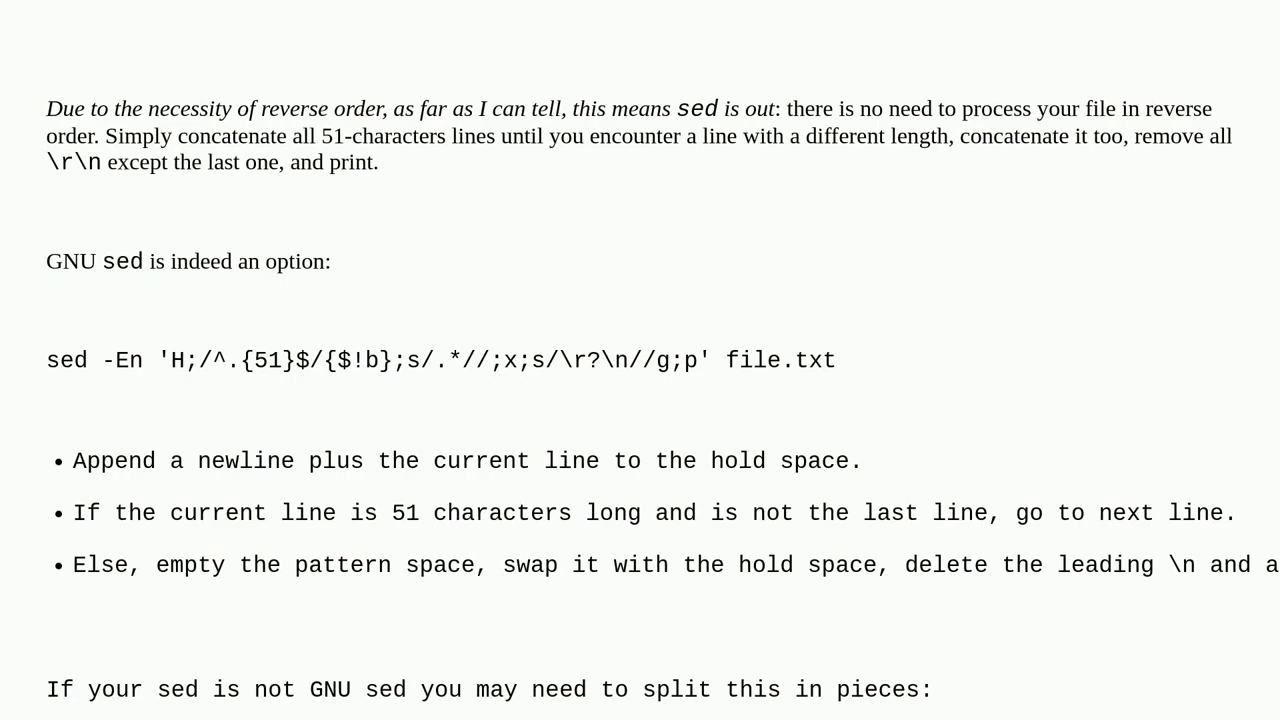 Due to the necessity of reverse order, as far as I can tell, this means sed is out: there is no need to process your file in reverse
order. Simply concatenate all 51-characters lines until you encounter a line with a different length, concatenate it too, remove all
\r\n except the last one, and print.
GNU sed is indeed an option:
sed -En 'H;/^.{51}$/{$!b};s/.*//;x;s/\r?\n//g;p' file.txt
• Append a newline plus the current line to the hold space.
• If the current line is 51 characters long and is not the last line, go to next line.
• Else, empty the pattern space, swap it with the hold space, delete the leading \n and a
If your sed is not GNU sed you may need to split this in pieces: